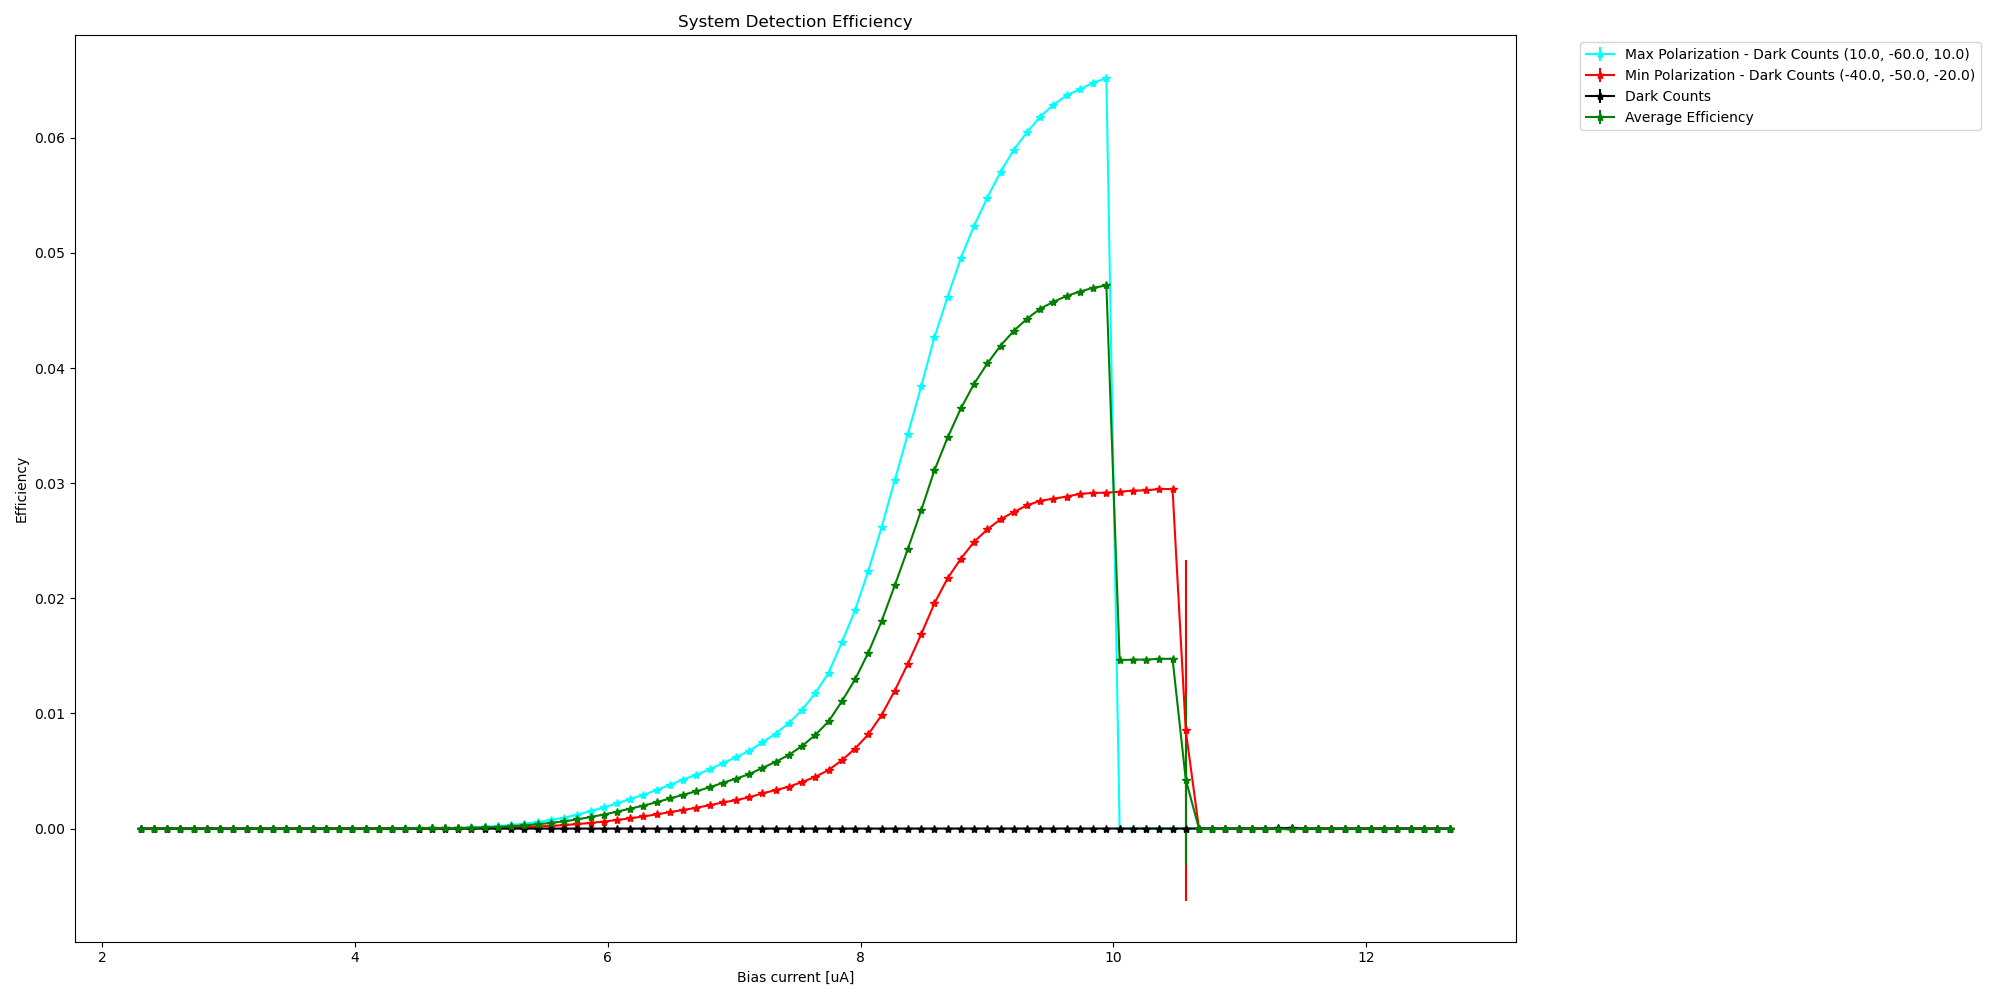 System Detection Efficiency
Max Polarization - Dark Counts (10.0, -60.0, 10.0)
Min Polarization - Dark Counts (-40.0, -50.0, -20.0)
Dark Counts
Average Efficiency
Efficiency
0.06
0.05
0.04
0.03
0.02
0.01
0.00
2 4 6 8 10 12
Bias current [uA]